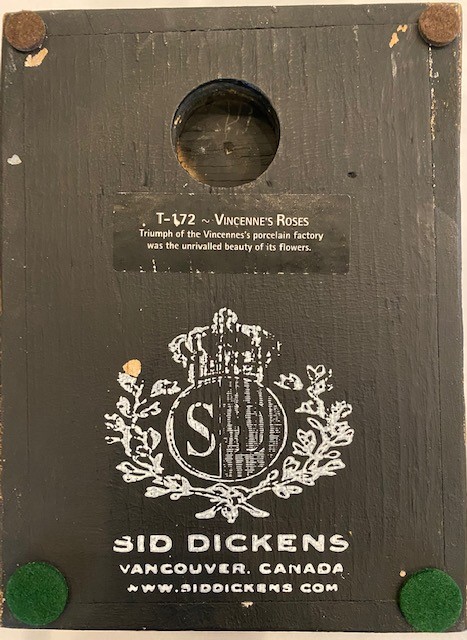 T-172 ~ VINCENNE'S ROSES
Triumph of the Vincennes's porcelain factory
was the unrivalled beauty of its flowers.
SD
SID DICKENS
VANCOUVER, CANADA
WWW.SIDDICKENS COM